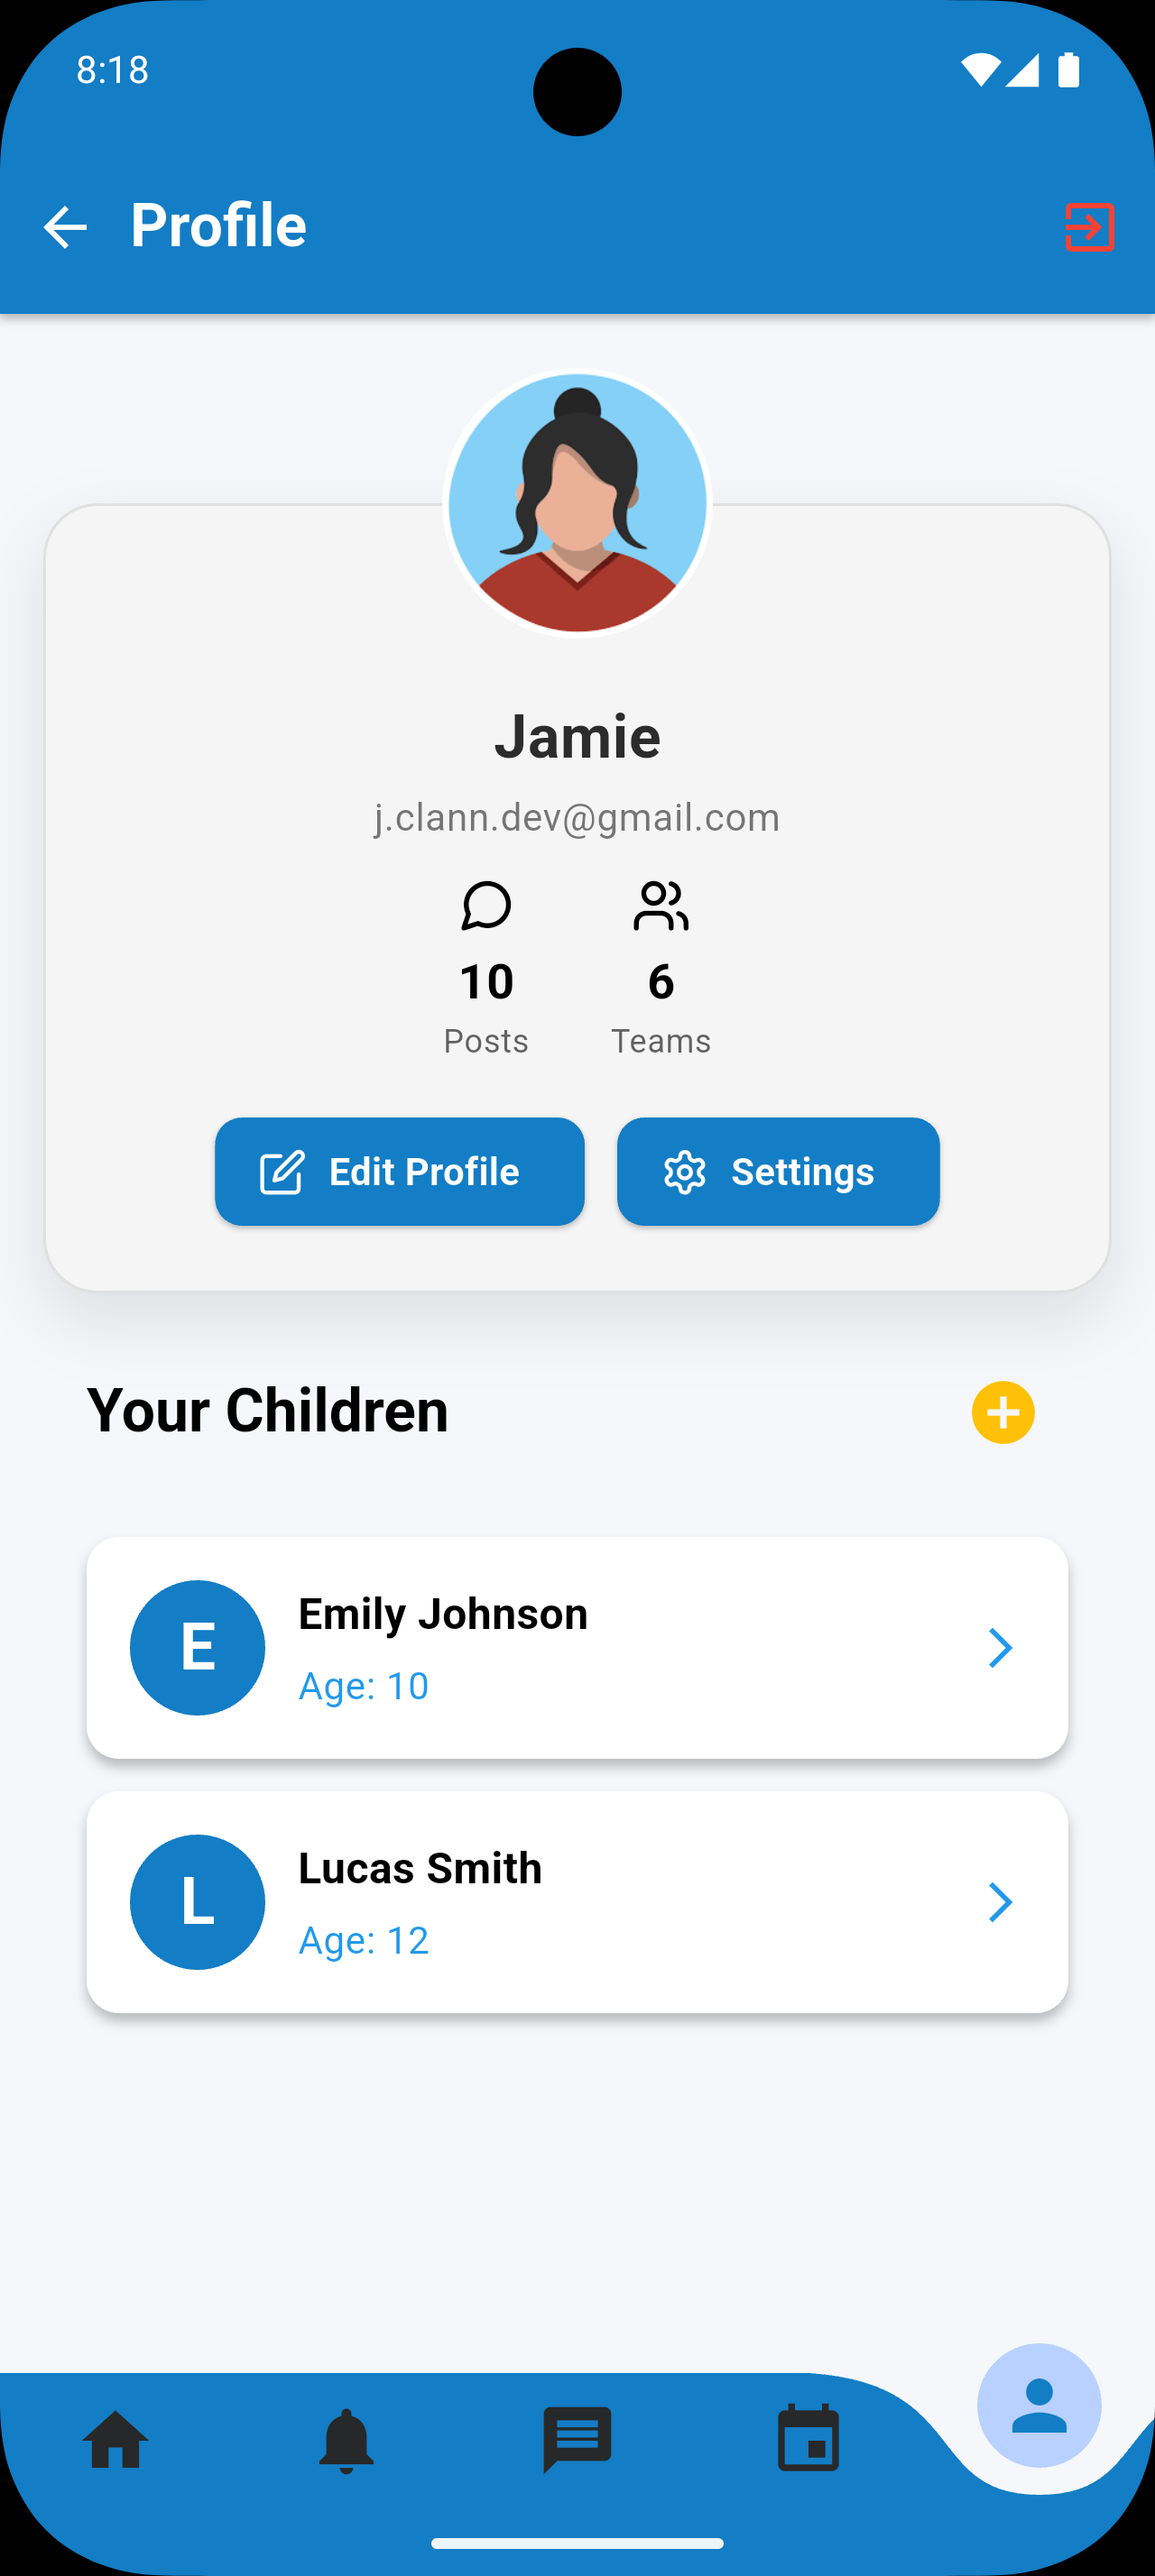 8:18
Profile
Jamie
j.clann.dev@gmail.com
10 6
Posts Teams
Edit Profile Settings
Your Children
E
Emily Johnson
Age: 10
L
Lucas Smith
Age: 12